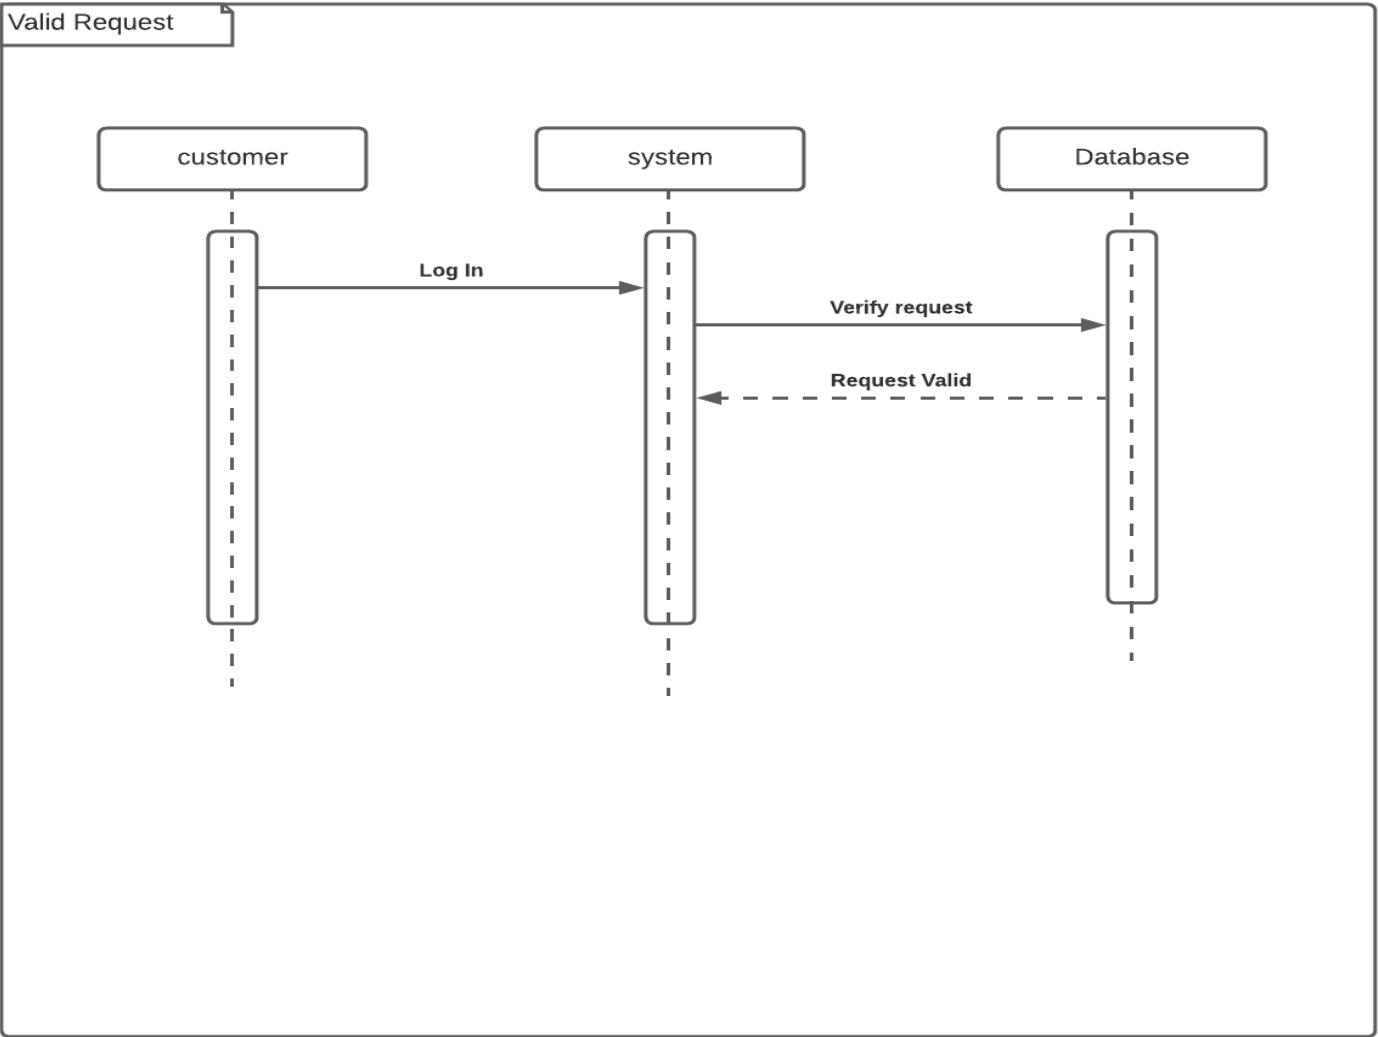 Valid Request
customer
system
Database
Log In
Verify request
Request Valid